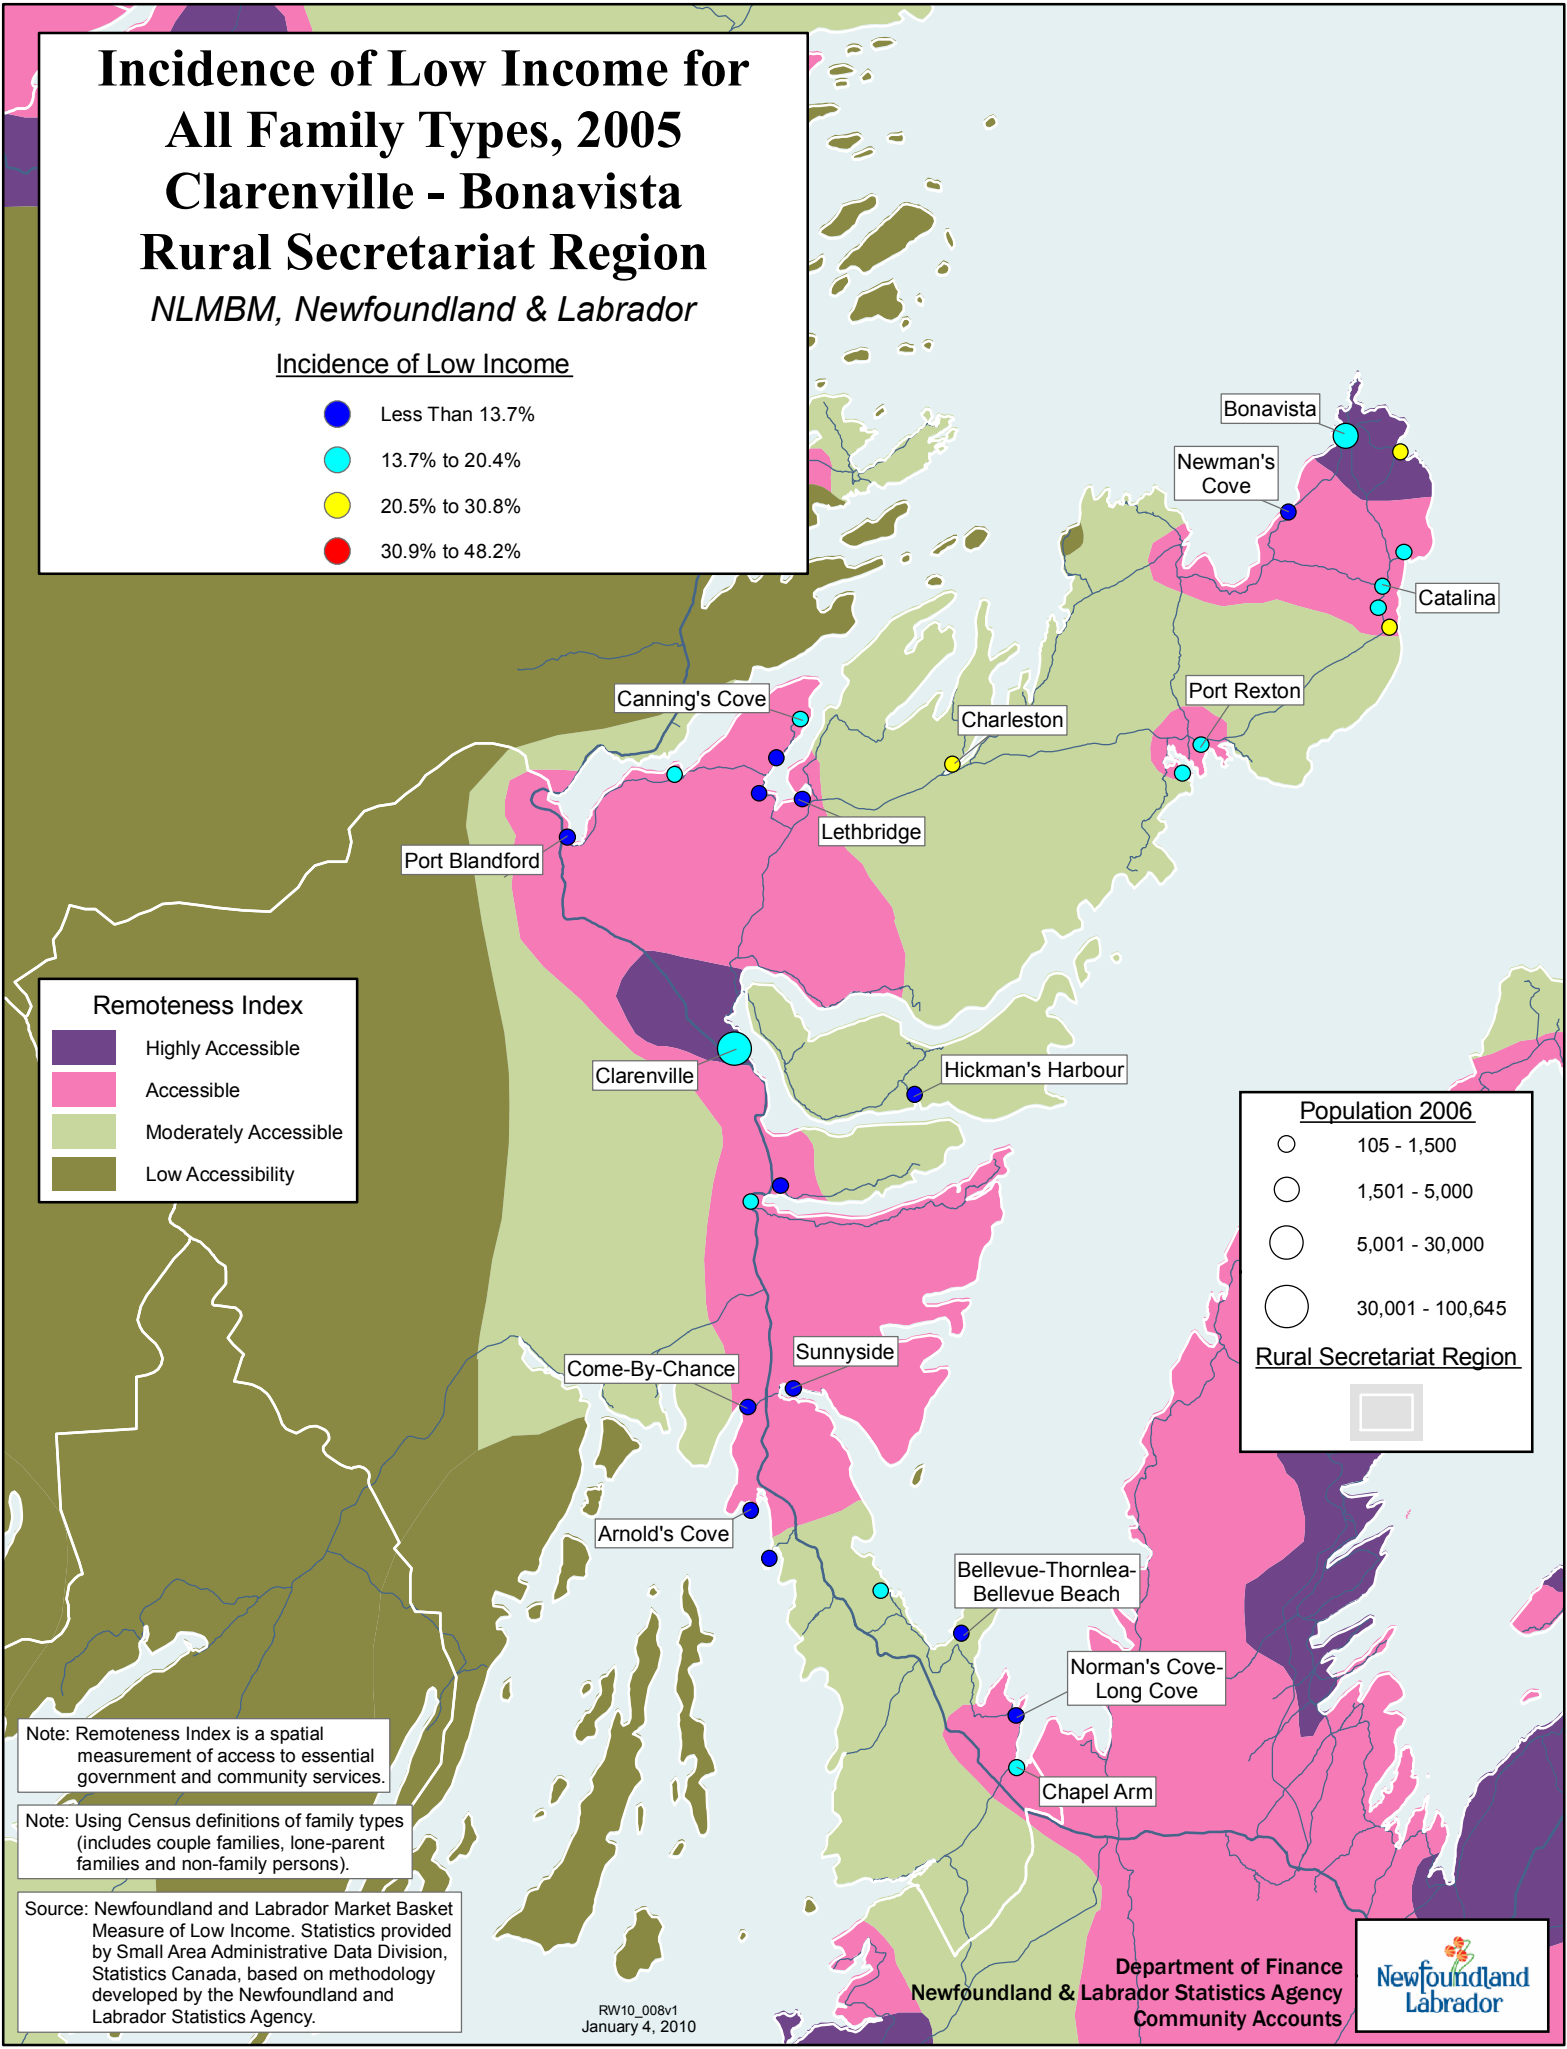 Incidence of Low Income for
All Family Types, 2005
Clarenville - Bonavista
Rural Secretariat Region
NLMBM, Newfoundland & Labrador
Incidence of Low Income
Less Than 13.7%
13.7% to 20.4%
20.5% to 30.8%
30.9% to 48.2%
Bonavista
Newman's
Cove
Catalina
Canning's Cove
Port Rexton
Charleston
Lethbridge
Port Blandford
Remoteness Index
Highly Accessible
Accessible
Moderately Accessible
Low Accessibility
Clarenville
Hickman's Harbour
Population 2006
105 - 1,500
1,501 - 5,000
5,001 - 30,000
30,001 - 100,645
Rural Secretariat Region
Sunnyside
Come-By-Chance
Arnold's Cove
Bellevue-Thornlea-
Bellevue Beach
Norman's Cove-
Long Cove
Chapel Arm
Note: Remoteness Index is a spatial
measurement of access to essential
government and community services.
Note: Using Census definitions of family types
(includes couple families, lone-parent
families and non-family persons).
Source: Newfoundland and Labrador Market Basket
Measure of Low Income. Statistics provided
by Small Area Administrative Data Division,
Statistics Canada, based on methodology
developed by the Newfoundland and
Labrador Statistics Agency.
RW10_008v1
January 4, 2010
Department of Finance
Newfoundland & Labrador Statistics Agency
Community Accounts
Newfoundland
Labrador